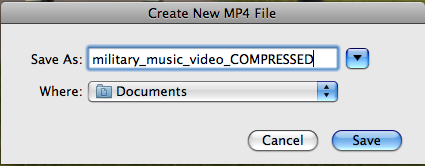 Create New MP4 File
Save As: military_music_video_COMPRESSED
Where: Documents
Cancel Save